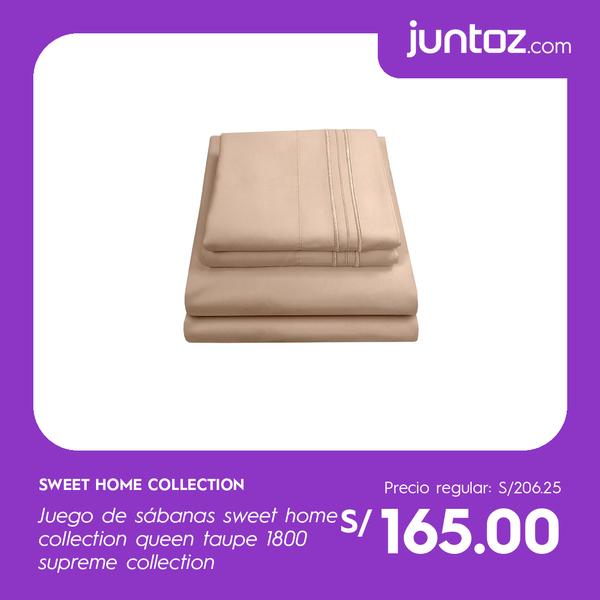 juntoz.com
SWEET HOME COLLECTION
Juego de sábanas sweet home
collection queen taupe 1800
supreme collection
Precio regular: S/206.25
S/ 165.00